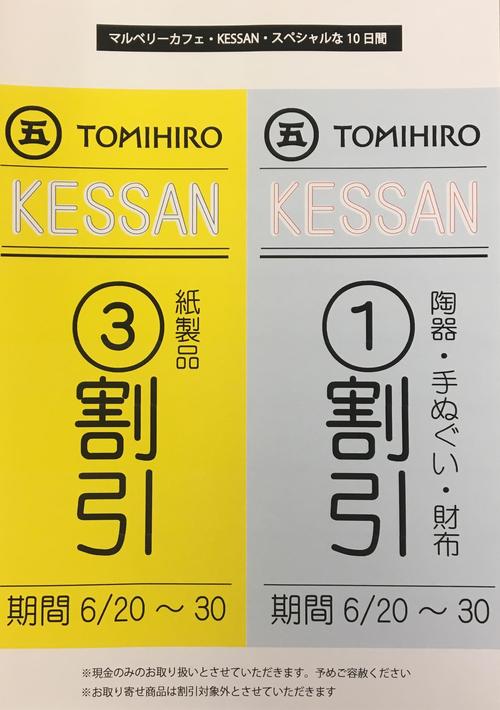 マルベリーカフェ・KESSAN・スペシャルな10日間
五 TOMIHIRO
KESSAN
紙製品
③割引
期間 6/20 〜 30
五 TOMIHIRO
KESSAN
陶器・手ぬぐい・財布
①割引
期間 6/20 〜 30
※現金のみのお取り扱いとさせていただきます。予めご容赦ください
※お取り寄せ商品は割引対象外とさせていただきます